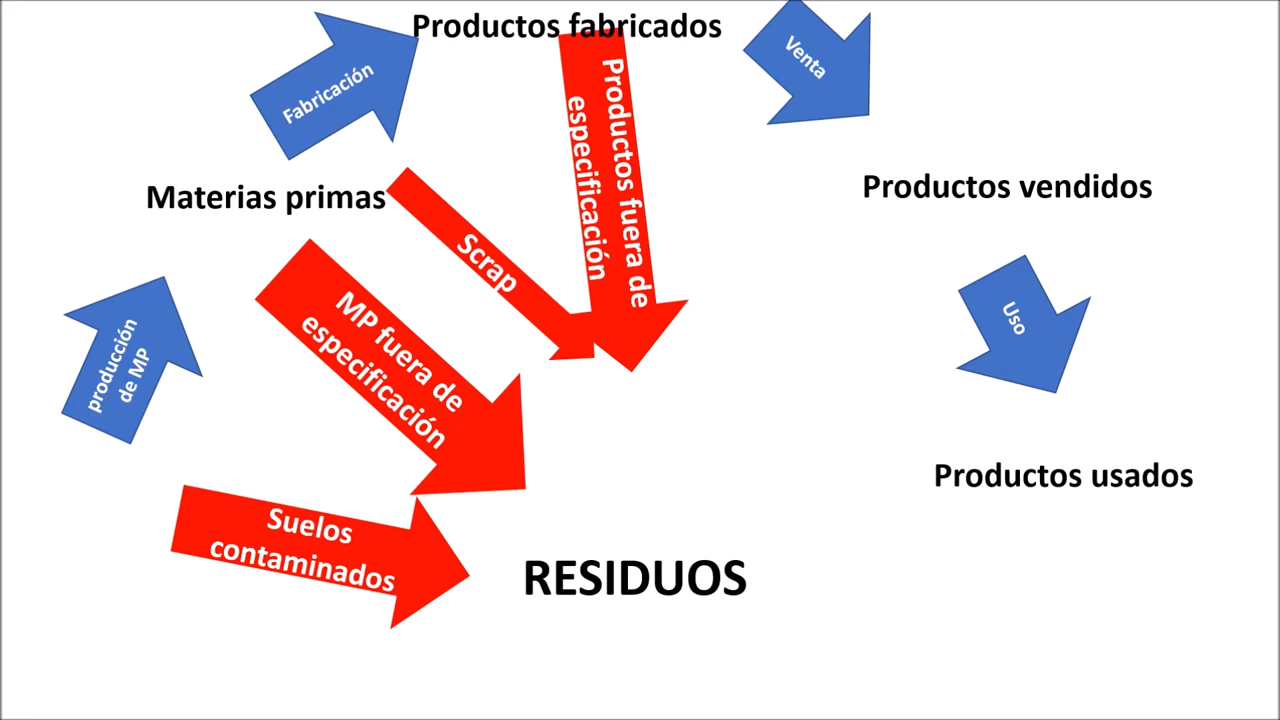 Productos fabricados
Fabricación
Venta
Productos fuera de
especificación
Materias primas
Productos vendidos
Scrap
MP fuera de
especificación
Uso
producción
de MP
Productos usados
Suelos
contaminados
RESIDUOS